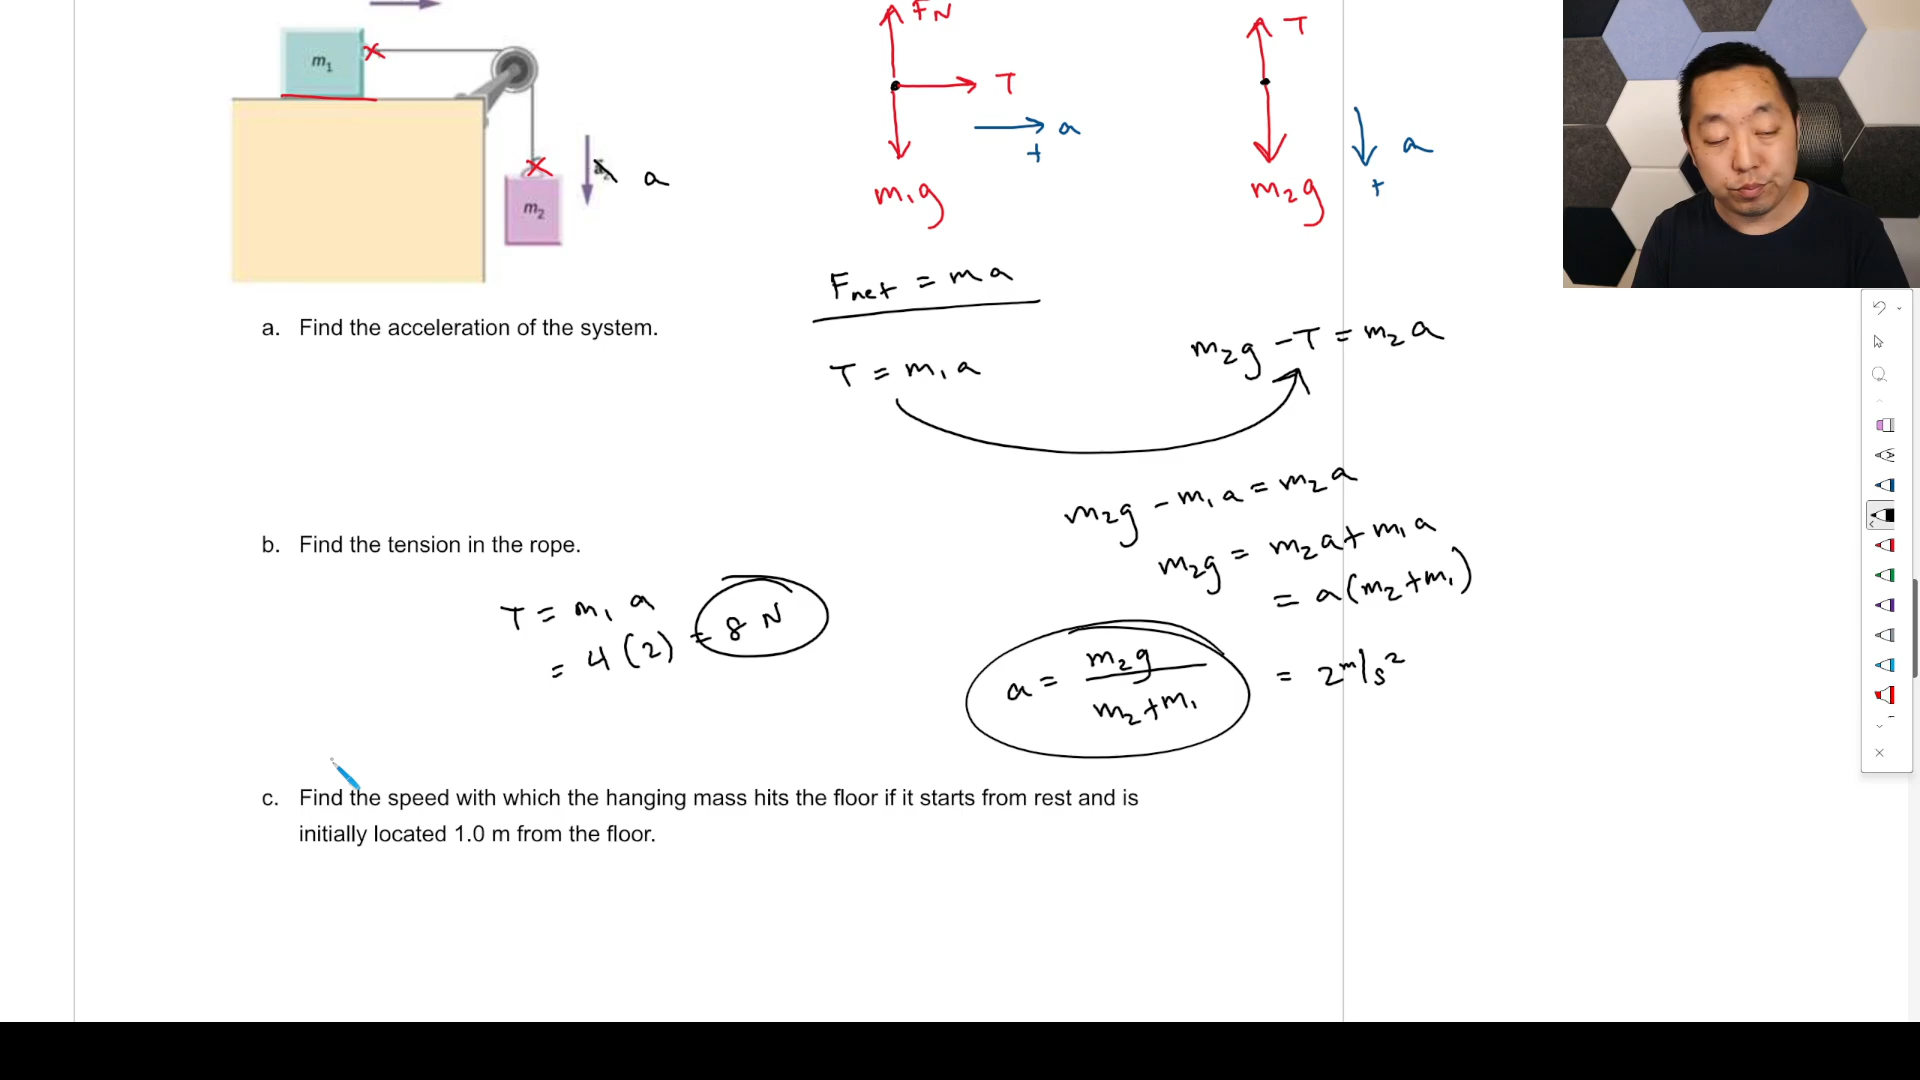 F_N
T
m₁
T
a
+
a
+
a
m₂
m₁g
m₂g
F_net = ma
a. Find the acceleration of the system.
T = m₁a
m₂g - T = m₂a
m₂g - m₁a = m₂a
m₂g = m₂a + m₁a
= a(m₂ + m₁)
b. Find the tension in the rope.
T = m₁a
= 4(2) = 8 N
a = m₂g / m₂ + m₁ = 2 m/s²
c. Find the speed with which the hanging mass hits the floor if it starts from rest and is
initially located 1.0 m from the floor.